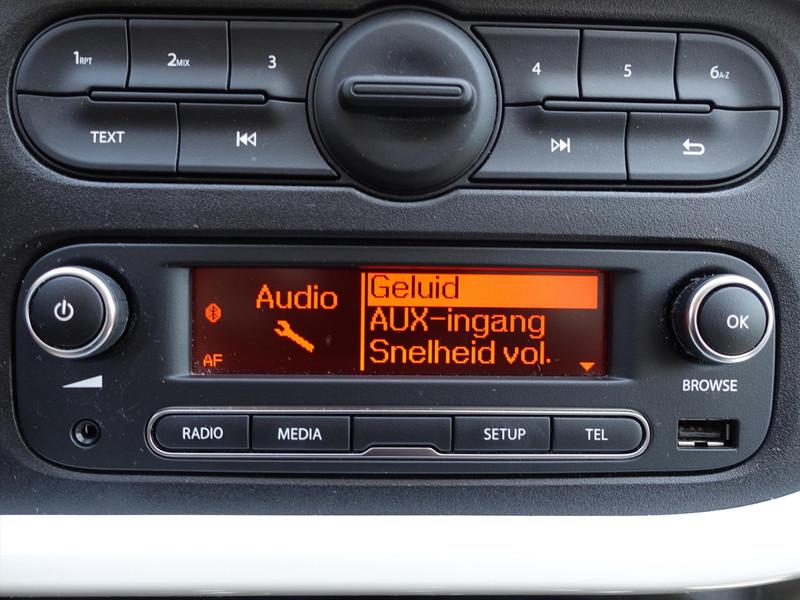 1RPT 2MIX 3 4 5 6A-Z
TEXT
Audio
AF
Geluid
AUX-ingang
Snelheid vol.
OK
BROWSE
RADIO MEDIA SETUP TEL